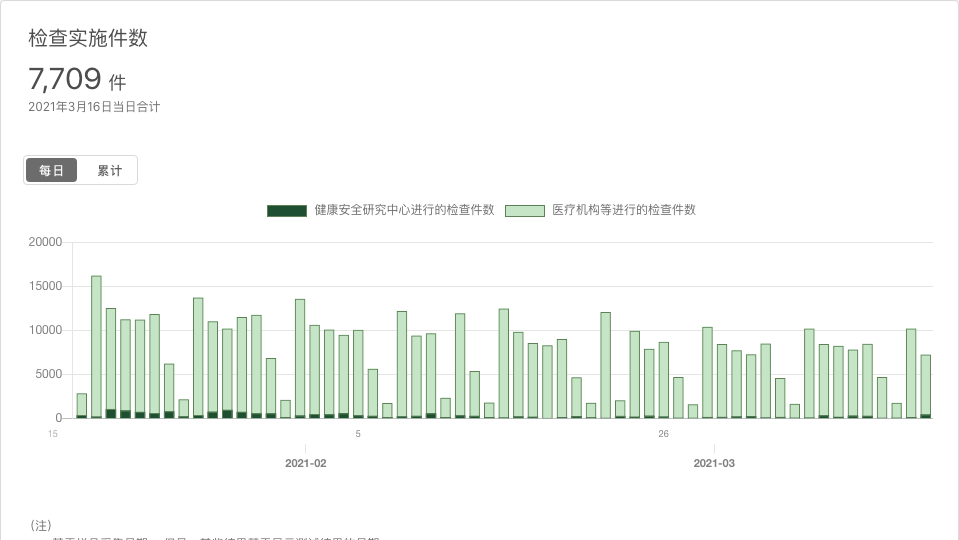 检查实施件数
7,709 件
2021年3月16日当日合计
每日 累计
健康安全研究中心进行的检查件数 医疗机构等进行的检查件数
20000
15000
10000
5000
0
15 5 26
2021-02 2021-03
(注)